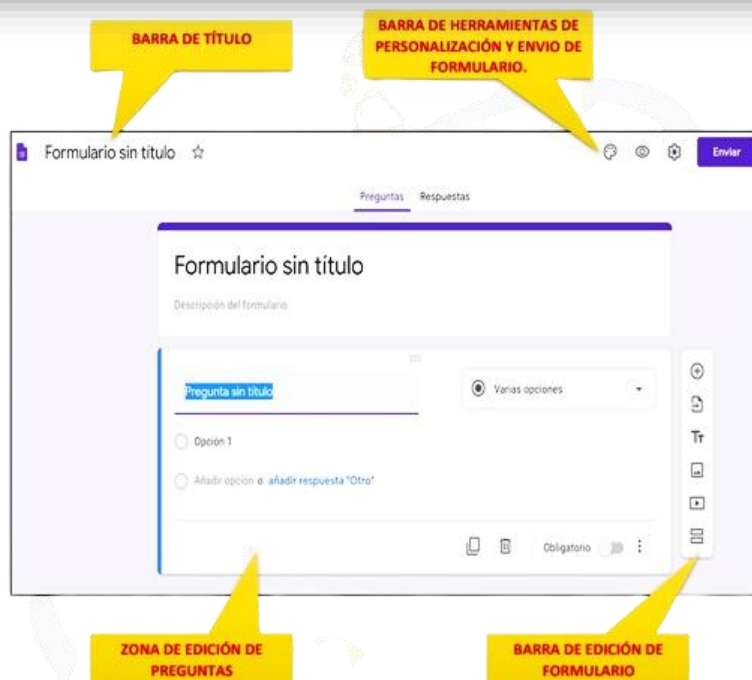 BARRA DE TÍTULO
BARRA DE HERRAMIENTAS DE
PERSONALIZACIÓN Y ENVIO DE
FORMULARIO.
Formulario sin título
Enviar
Preguntas Respuestas
Formulario sin título
Descripción del formulario
Pregunta sin título
Varias opciones
Opción 1
Añadir opción o añadir respuesta "Otro"
Tт
Obligatorio
ZONA DE EDICIÓN DE
PREGUNTAS
BARRA DE EDICIÓN DE
FORMULARIO